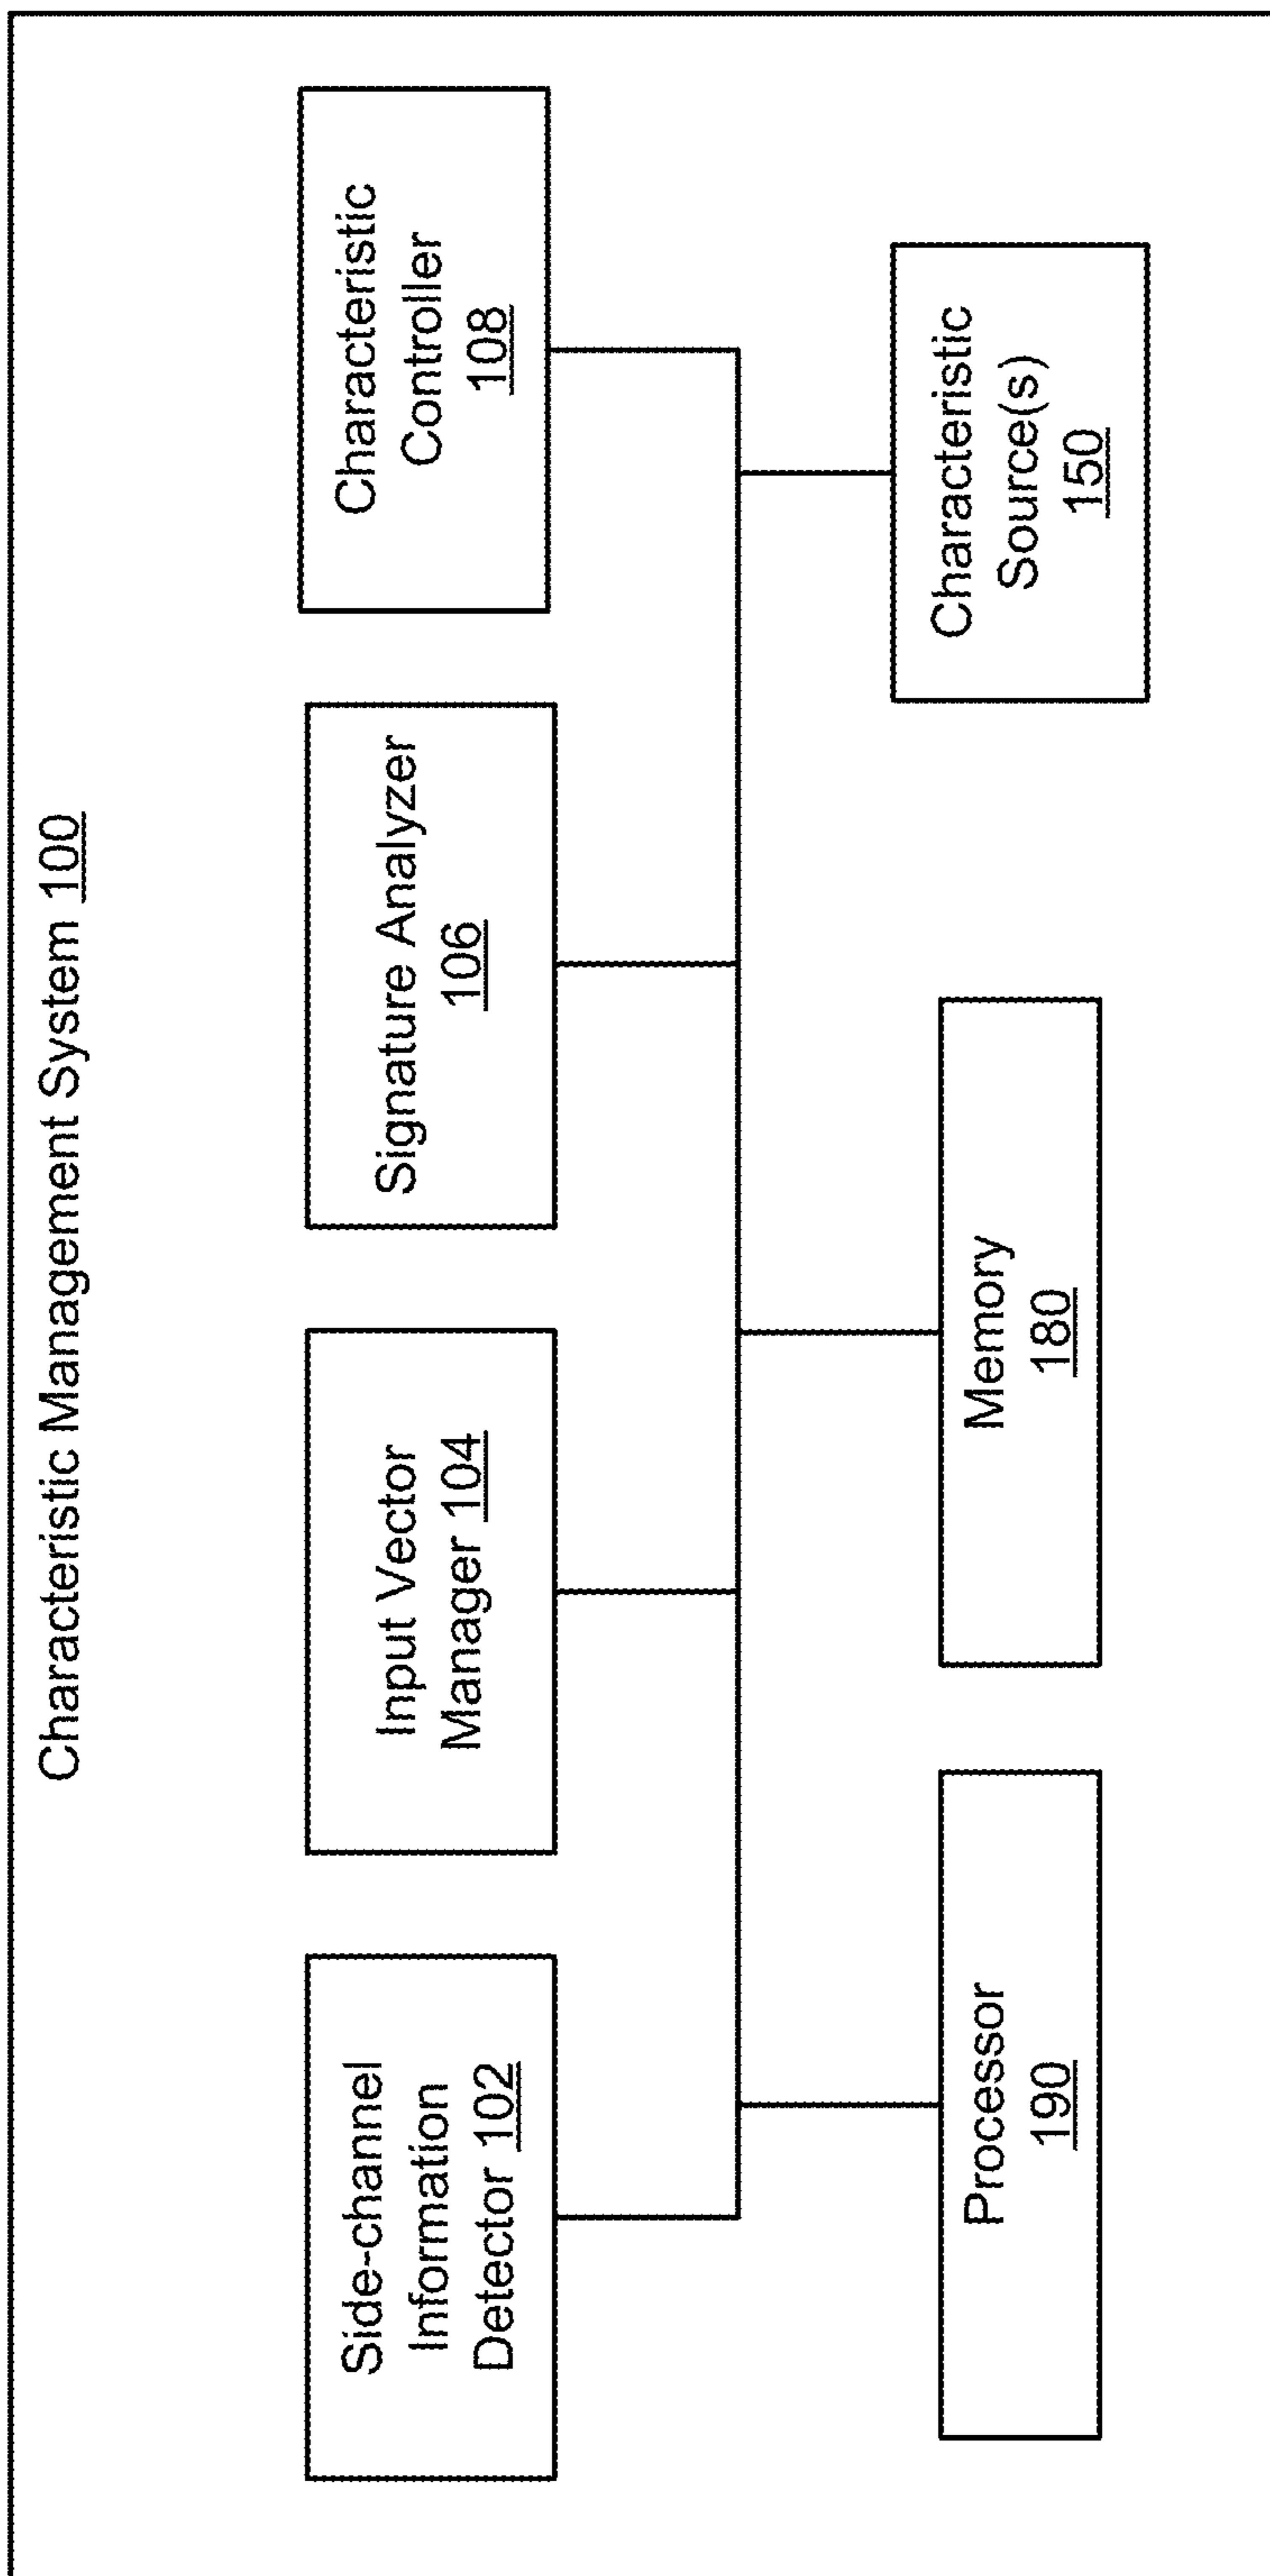 Characteristic Management System 100
Side-channel
Information
Detector 102
Input Vector
Manager 104
Signature Analyzer
106
Characteristic
Controller
108
Processor
190
Memory
180
Characteristic
Source(s)
150